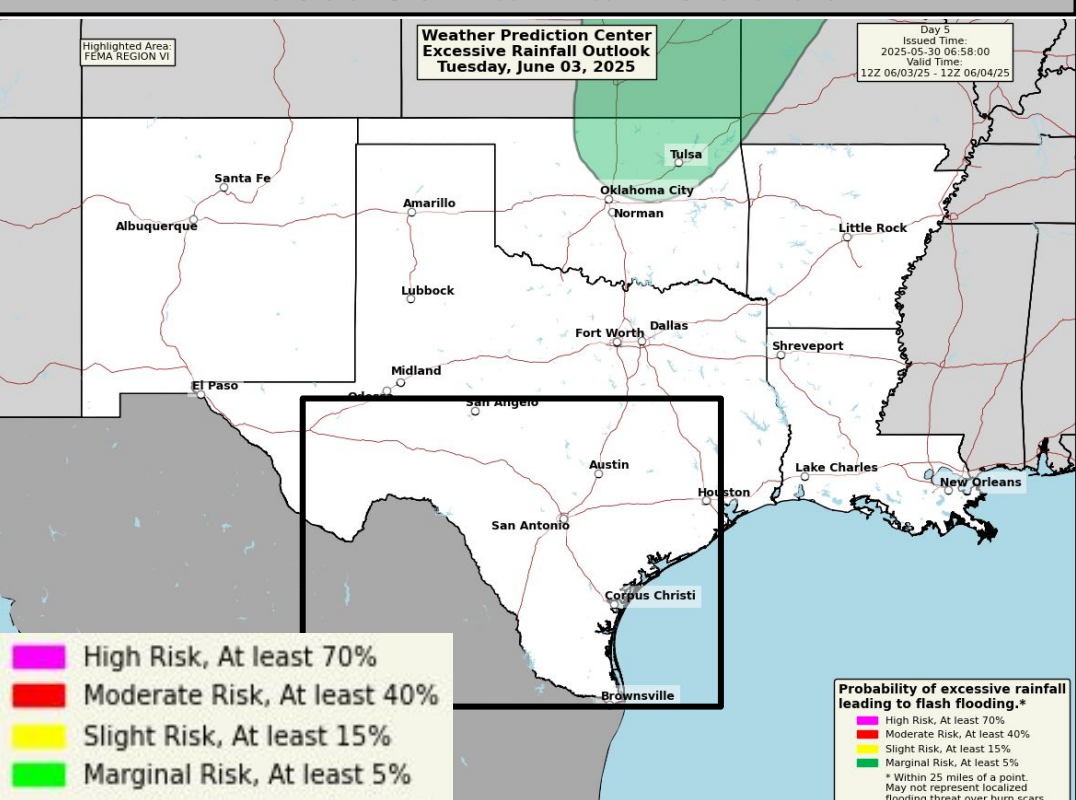 Highlighted Area:
FEMA REGION VI
Weather Prediction Center
Excessive Rainfall Outlook
Tuesday, June 03, 2025
Day 5
Issued Time:
2025-05-30 06:58:00
Valid Time:
12Z 06/03/25 - 12Z 06/04/25
Tulsa
Santa Fe
Oklahoma City
Amarillo
Norman
Albuquerque
Little Rock
Lubbock
Dallas
Fort Worth
Shreveport
Midland
El Paso
Odessa
San Angelo
Austin
Lake Charles
New Orleans
Houston
San Antonio
Corpus Christi
Brownsville
High Risk, At least 70%
Moderate Risk, At least 40%
Slight Risk, At least 15%
Marginal Risk, At least 5%
Probability of excessive rainfall
leading to flash flooding.*
High Risk, At least 70%
Moderate Risk, At least 40%
Slight Risk, At least 15%
Marginal Risk, At least 5%
* Within 25 miles of a point.
May not represent localized
flooding threat over burn scars